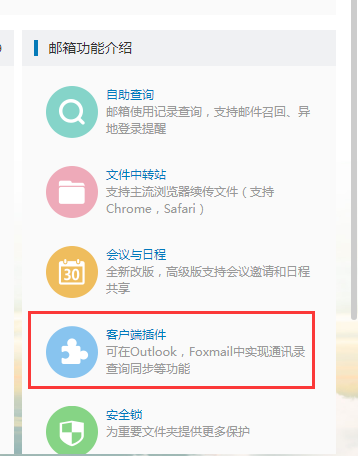 邮箱功能介绍
自助查询
邮箱使用记录查询，支持邮件召回、异
地登录提醒
文件中转站
支持主流浏览器续传文件（支持
Chrome，Safari）
30
会议与日程
全新改版，高级版支持会议邀请和日程
共享
客户端插件
可在Outlook，Foxmail中实现通讯录
查询同步等功能
安全锁
为重要文件夹提供更多保护